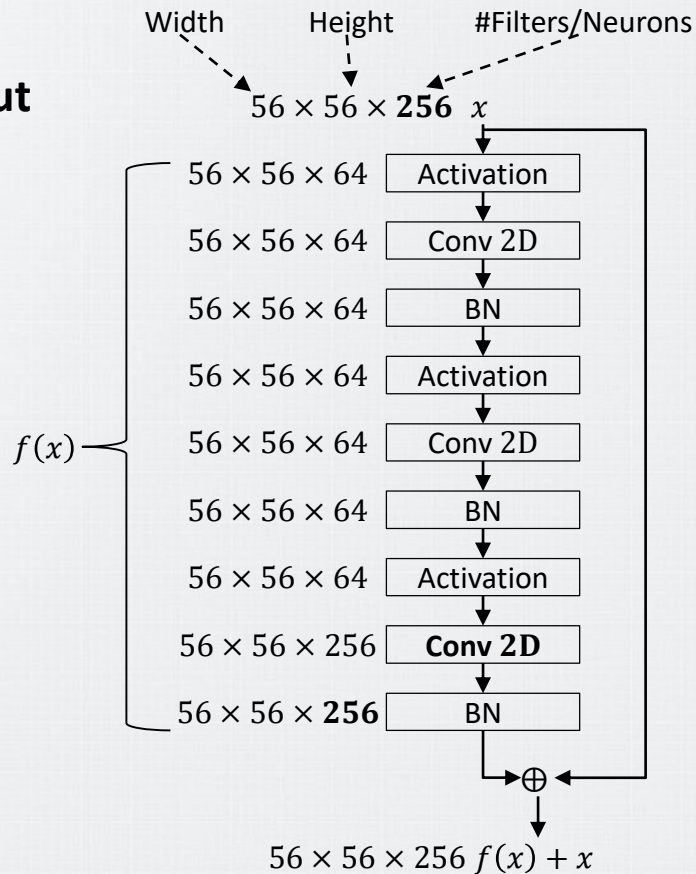 Width Height #Filters/Neurons
ut
56 × 56 × 256 x
56 × 56 × 64 Activation
56 × 56 × 64 Conv 2D
56 × 56 × 64 BN
56 × 56 × 64 Activation
f(x) 56 × 56 × 64 Conv 2D
56 × 56 × 64 BN
56 × 56 × 64 Activation
56 × 56 × 256 Conv 2D
56 × 56 × 256 BN
⊕
56 × 56 × 256 f(x) + x